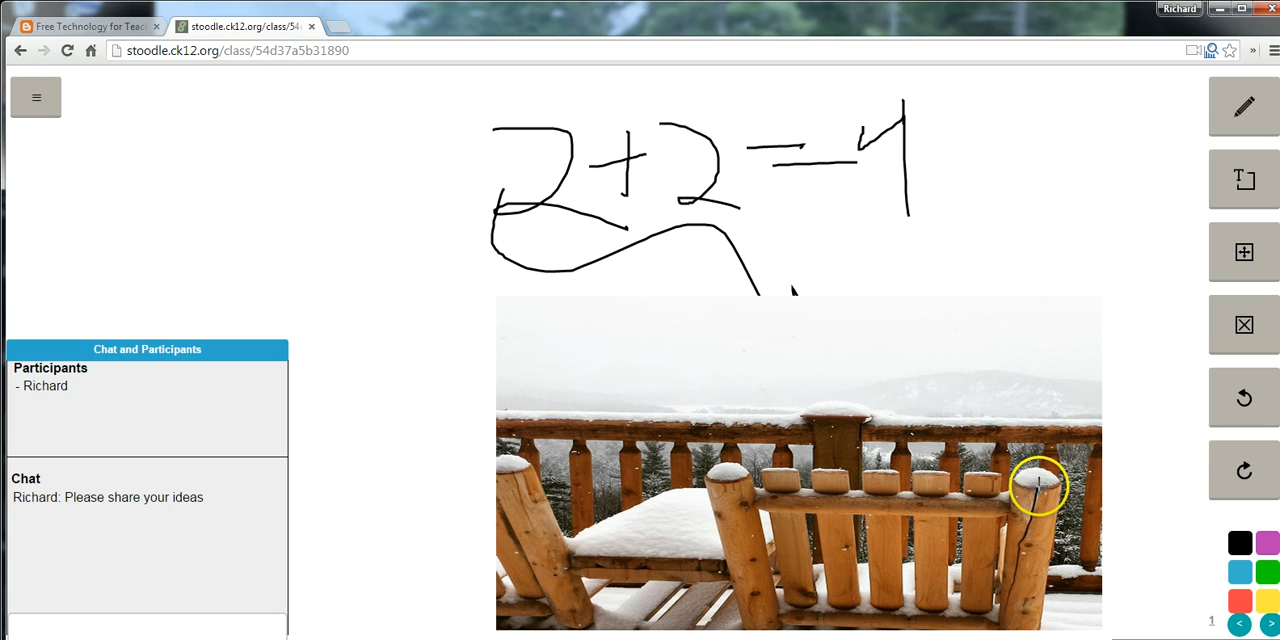 Richard
Free Technology for Teac
stoodle.ck12.org/class/54c
stoodle.ck12.org/class/54d37a5b31890
2+2=4
Chat and Participants
Participants
- Richard
Chat
Richard: Please share your ideas
T
1
< >